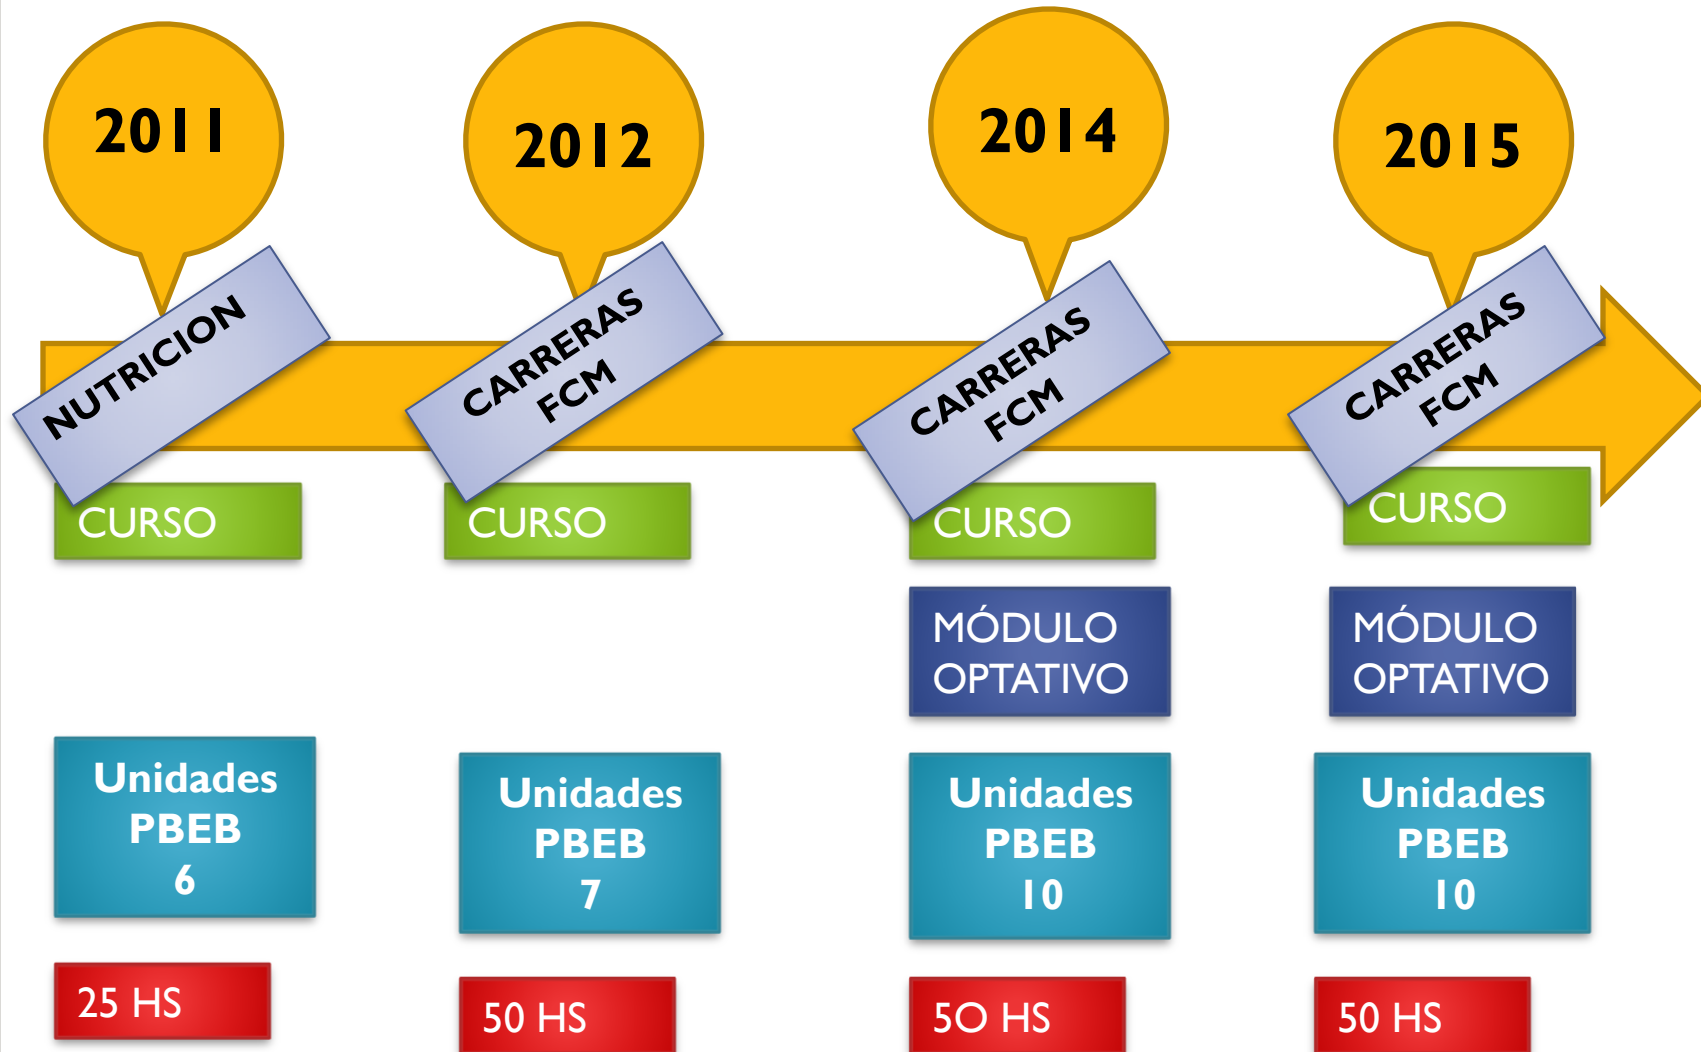 2011
2012
2014
2015
NUTRICION
CARRERAS
FCM
CARRERAS
FCM
CARRERAS
FCM
CURSO
CURSO
CURSO
CURSO
MÓDULO
OPTATIVO
MÓDULO
OPTATIVO
Unidades
PBEB
6
Unidades
PBEB
7
Unidades
PBEB
10
Unidades
PBEB
10
25 HS
50 HS
5O HS
50 HS